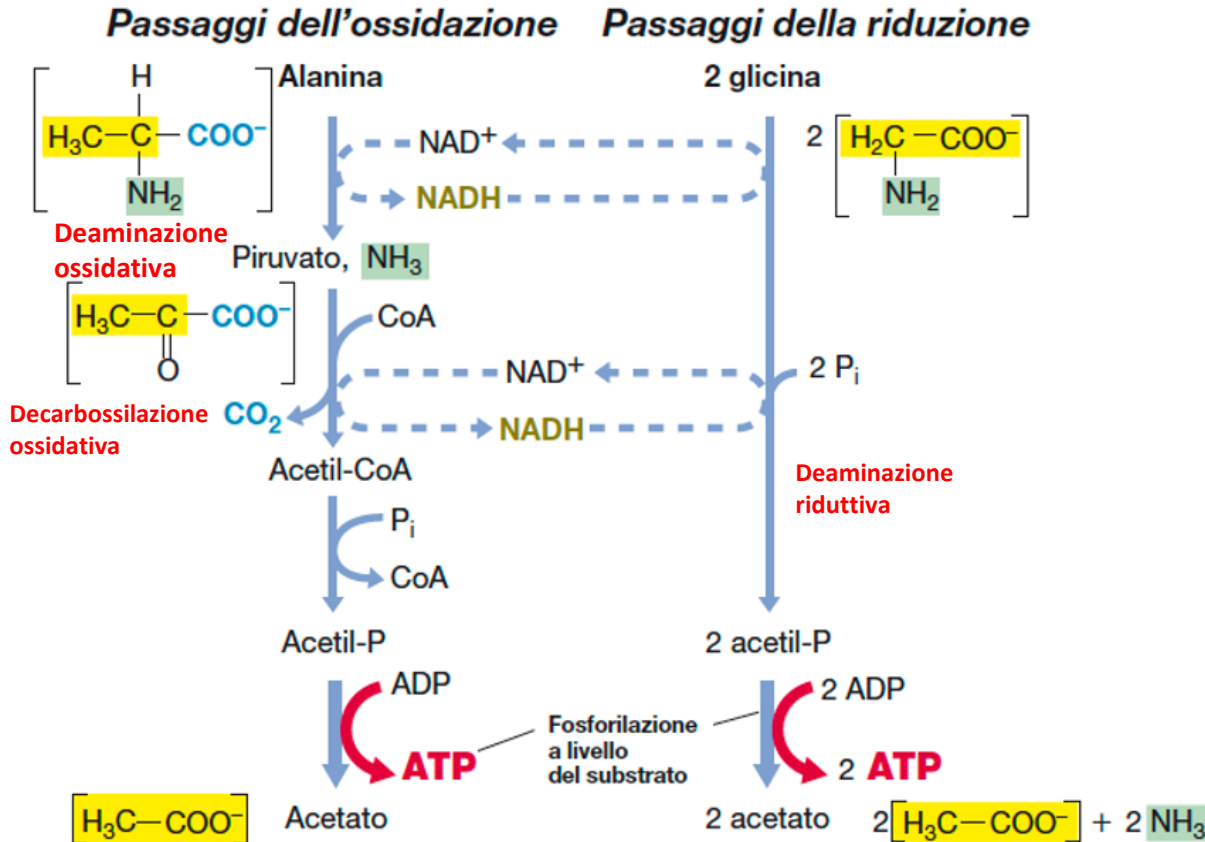 Passaggi dell'ossidazione
Passaggi della riduzione
H
H₃C—C—COO⁻
NH₂
Alanina
2 glicina
NAD⁺
NADH
2
H₂C—COO⁻
NH₂
Deaminazione
ossidativa
Piruvato, NH₃
H₃C—C—COO⁻
O
CoA
NAD⁺
NADH
2 Pᵢ
Decarbossilazione
ossidativa
CO₂
Acetil-CoA
Deaminazione
riduttiva
Pᵢ
CoA
Acetil-P
2 acetil-P
ADP
ATP
Fosforilazione
a livello
del substrato
2 ADP
2 ATP
H₃C—COO⁻
Acetato
2 acetato
2 H₃C—COO⁻ + 2 NH₃